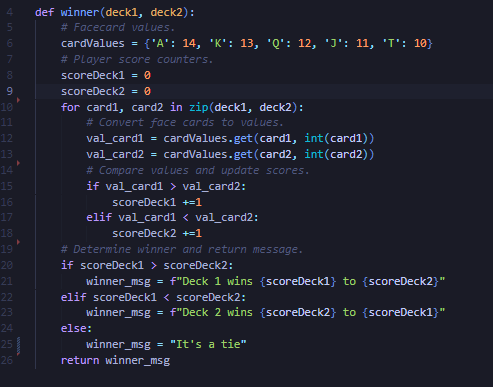 4 def winner(deck1, deck2):
5     # Facecard values.
6     cardValues = {'A': 14, 'K': 13, 'Q': 12, 'J': 11, 'T': 10}
7     # Player score counters.
8     scoreDeck1 = 0
9     scoreDeck2 = 0
10     for card1, card2 in zip(deck1, deck2):
11         # Convert face cards to values.
12         val_card1 = cardValues.get(card1, int(card1))
13         val_card2 = cardValues.get(card2, int(card2))
14         # Compare values and update scores.
15         if val_card1 > val_card2:
16             scoreDeck1 +=1
17         elif val_card1 < val_card2:
18             scoreDeck2 +=1
19     # Determine winner and return message.
20     if scoreDeck1 > scoreDeck2:
21         winner_msg = f"Deck 1 wins {scoreDeck1} to {scoreDeck2}"
22     elif scoreDeck1 < scoreDeck2:
23         winner_msg = f"Deck 2 wins {scoreDeck2} to {scoreDeck1}"
24     else:
25         winner_msg = "It's a tie"
26     return winner_msg